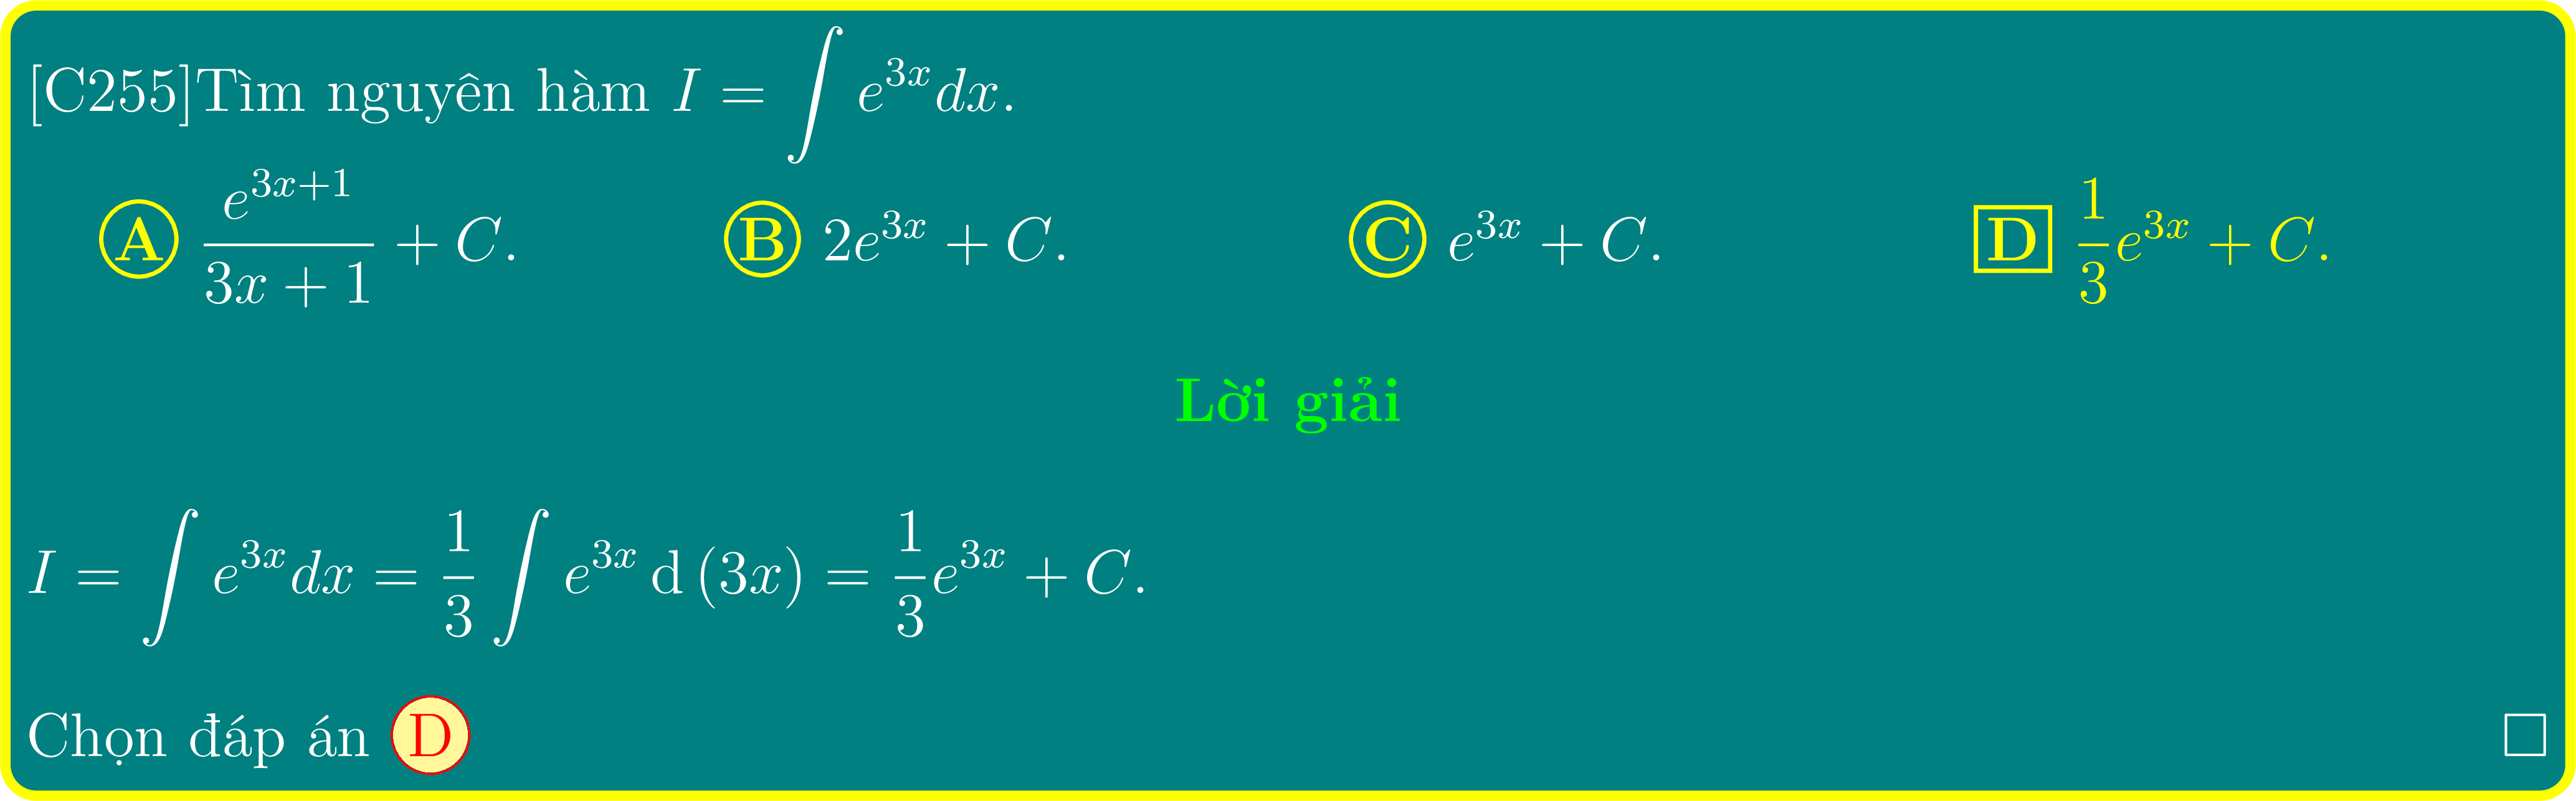 [C255]Tìm nguyên hàm $I = \int e^{3x}dx.$
Ⓐ $\frac{e^{3x+1}}{3x+1} + C.$ Ⓑ $2e^{3x} + C.$ Ⓒ $e^{3x} + C.$ D $\frac{1}{3}e^{3x} + C.$
Lời giải
$I = \int e^{3x}dx = \frac{1}{3}\int e^{3x}\,\mathrm{d}(3x) = \frac{1}{3}e^{3x} + C.$
Chọn đáp án Ⓓ □